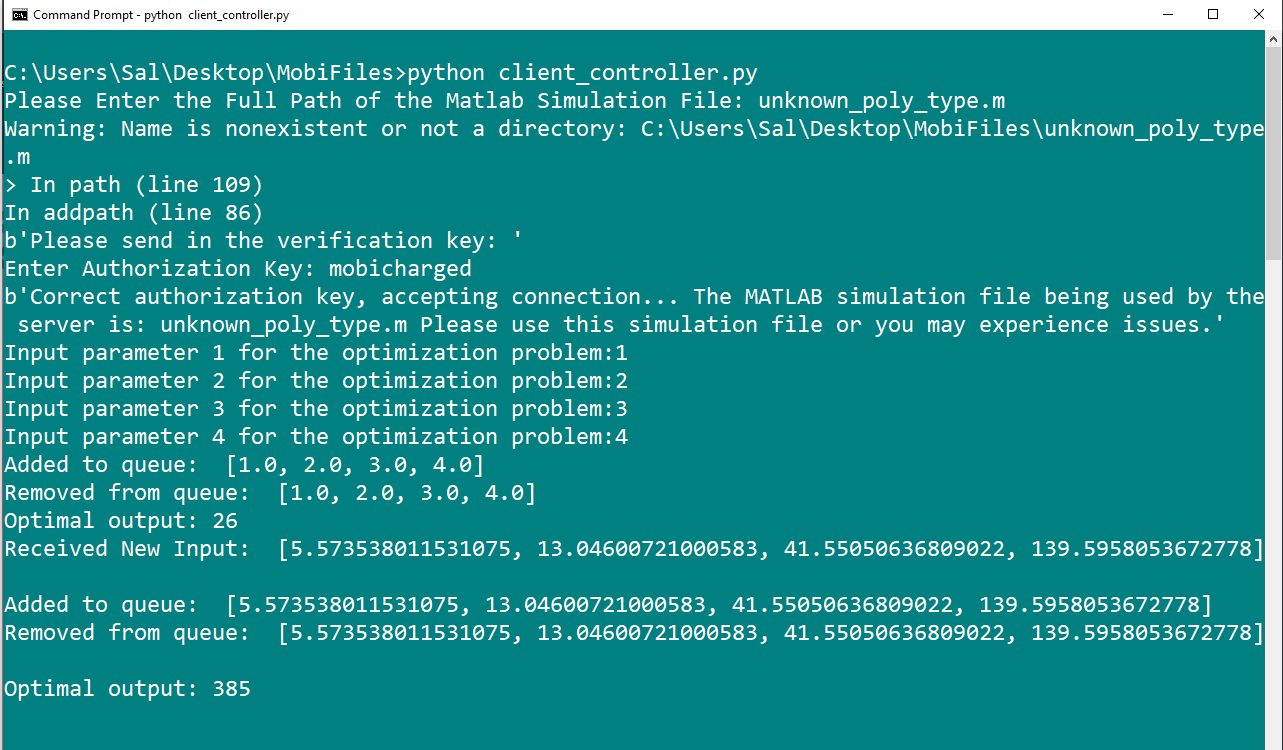 Command Prompt - python  client_controller.py
C:\Users\Sal\Desktop\MobiFiles>python client_controller.py
Please Enter the Full Path of the Matlab Simulation File: unknown_poly_type.m
Warning: Name is nonexistent or not a directory: C:\Users\Sal\Desktop\MobiFiles\unknown_poly_type
.m
> In path (line 109)
In addpath (line 86)
b'Please send in the verification key: '
Enter Authorization Key: mobicharged
b'Correct authorization key, accepting connection... The MATLAB simulation file being used by the
 server is: unknown_poly_type.m Please use this simulation file or you may experience issues.'
Input parameter 1 for the optimization problem:1
Input parameter 2 for the optimization problem:2
Input parameter 3 for the optimization problem:3
Input parameter 4 for the optimization problem:4
Added to queue:  [1.0, 2.0, 3.0, 4.0]
Removed from queue:  [1.0, 2.0, 3.0, 4.0]
Optimal output: 26
Received New Input:  [5.573538011531075, 13.04600721000583, 41.55050636809022, 139.5958053672778]
Added to queue:  [5.573538011531075, 13.04600721000583, 41.55050636809022, 139.5958053672778]
Removed from queue:  [5.573538011531075, 13.04600721000583, 41.55050636809022, 139.5958053672778]
Optimal output: 385